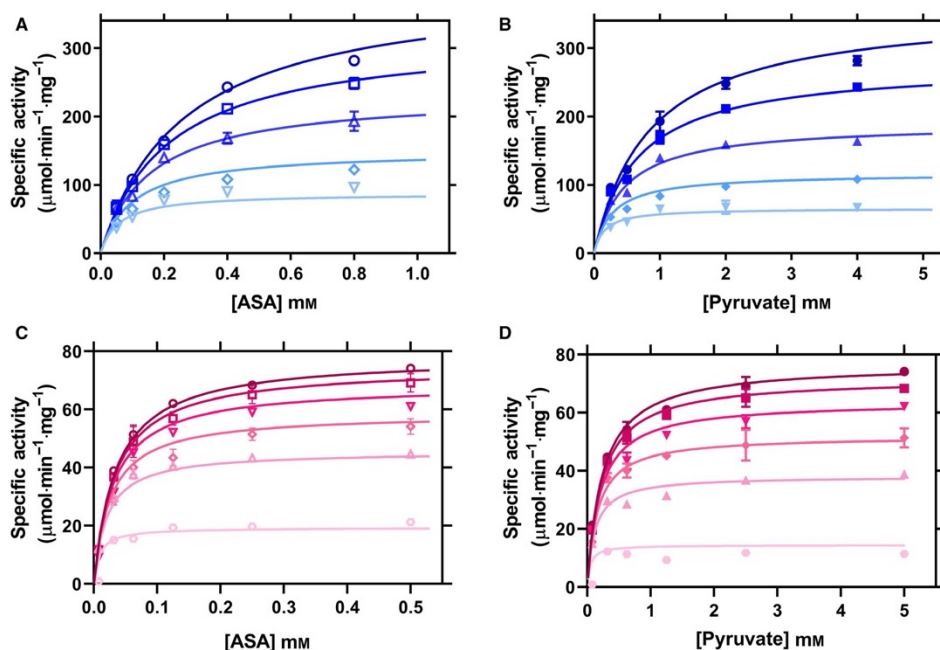 A
Specific activity
(μmol·min−1·mg−1)
300
200
100
0
0.0 0.2 0.4 0.6 0.8 1.0
[ASA] mM
B
Specific activity
(μmol·min−1·mg−1)
300
200
100
0
0 1 2 3 4 5
[Pyruvate] mM
C
Specific activity
(μmol·min−1·mg−1)
80
60
40
20
0
0.0 0.1 0.2 0.3 0.4 0.5
[ASA] mM
D
Specific activity
(μmol·min−1·mg−1)
80
60
40
20
0
0 1 2 3 4 5
[Pyruvate] mM